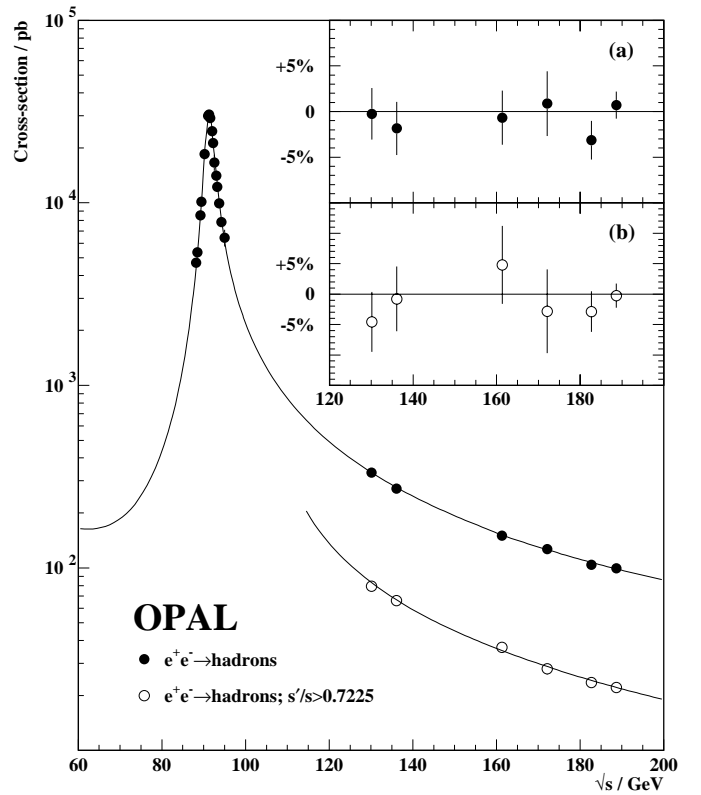 Cross-section / pb
10^5
10^4
10^3
10^2
(a)
+5%
0
-5%
(b)
+5%
0
-5%
120 140 160 180
OPAL
e^+e^-→hadrons
e^+e^-→hadrons; s′/s>0.7225
60 80 100 120 140 160 180 200
√s / GeV